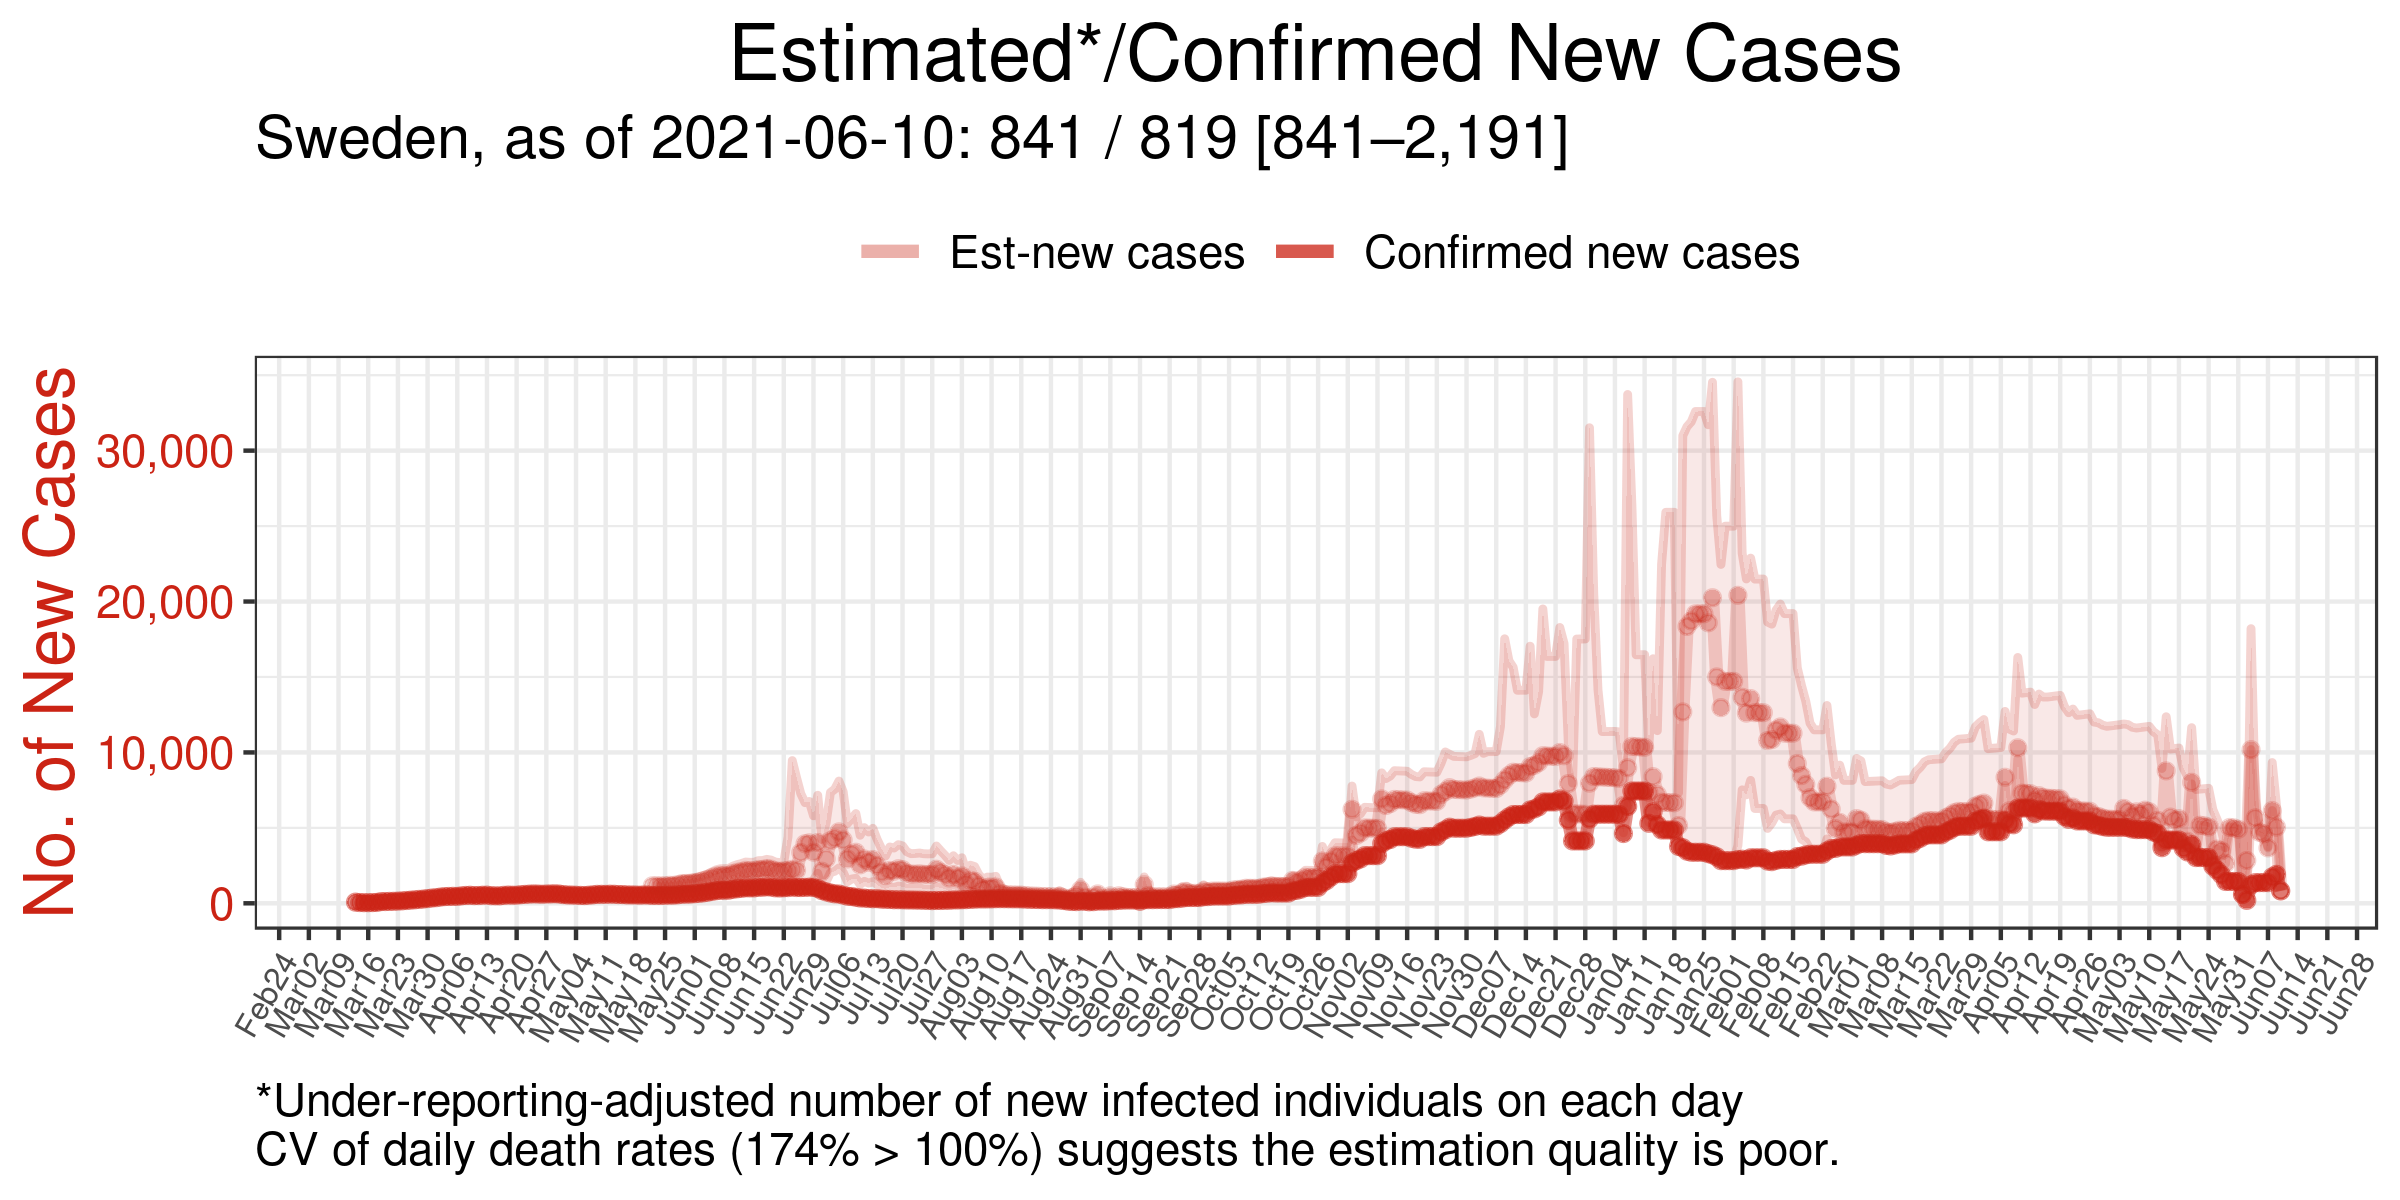 Estimated*/Confirmed New Cases
Sweden, as of 2021-06-10: 841 / 819 [841–2,191]
Est-new cases Confirmed new cases
No. of New Cases
30,000
20,000
10,000
0
Feb24 Mar02 Mar09 Mar16 Mar23 Mar30 Apr06 Apr13 Apr20 Apr27 May04 May11 May18 May25 Jun01 Jun08 Jun15 Jun22 Jun29 Jul06 Jul13 Jul20 Jul27 Aug03 Aug10 Aug17 Aug24 Aug31 Sep07 Sep14 Sep21 Sep28 Oct05 Oct12 Oct19 Oct26 Nov02 Nov09 Nov16 Nov23 Nov30 Dec07 Dec14 Dec21 Dec28 Jan04 Jan11 Jan18 Jan25 Feb01 Feb08 Feb15 Feb22 Mar01 Mar08 Mar15 Mar22 Mar29 Apr05 Apr12 Apr19 Apr26 May03 May10 May17 May24 May31 Jun07 Jun14 Jun21 Jun28
*Under-reporting-adjusted number of new infected individuals on each day
CV of daily death rates (174% > 100%) suggests the estimation quality is poor.